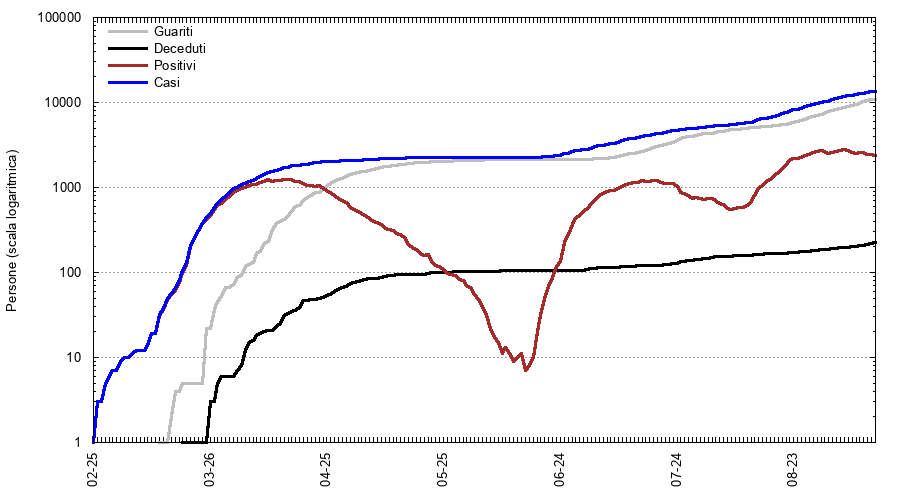 100000
10000
1000
100
10
1
Persone (scala logaritmica)
Guariti
Deceduti
Positivi
Casi
02-25
03-26
04-25
05-25
06-24
07-24
08-23